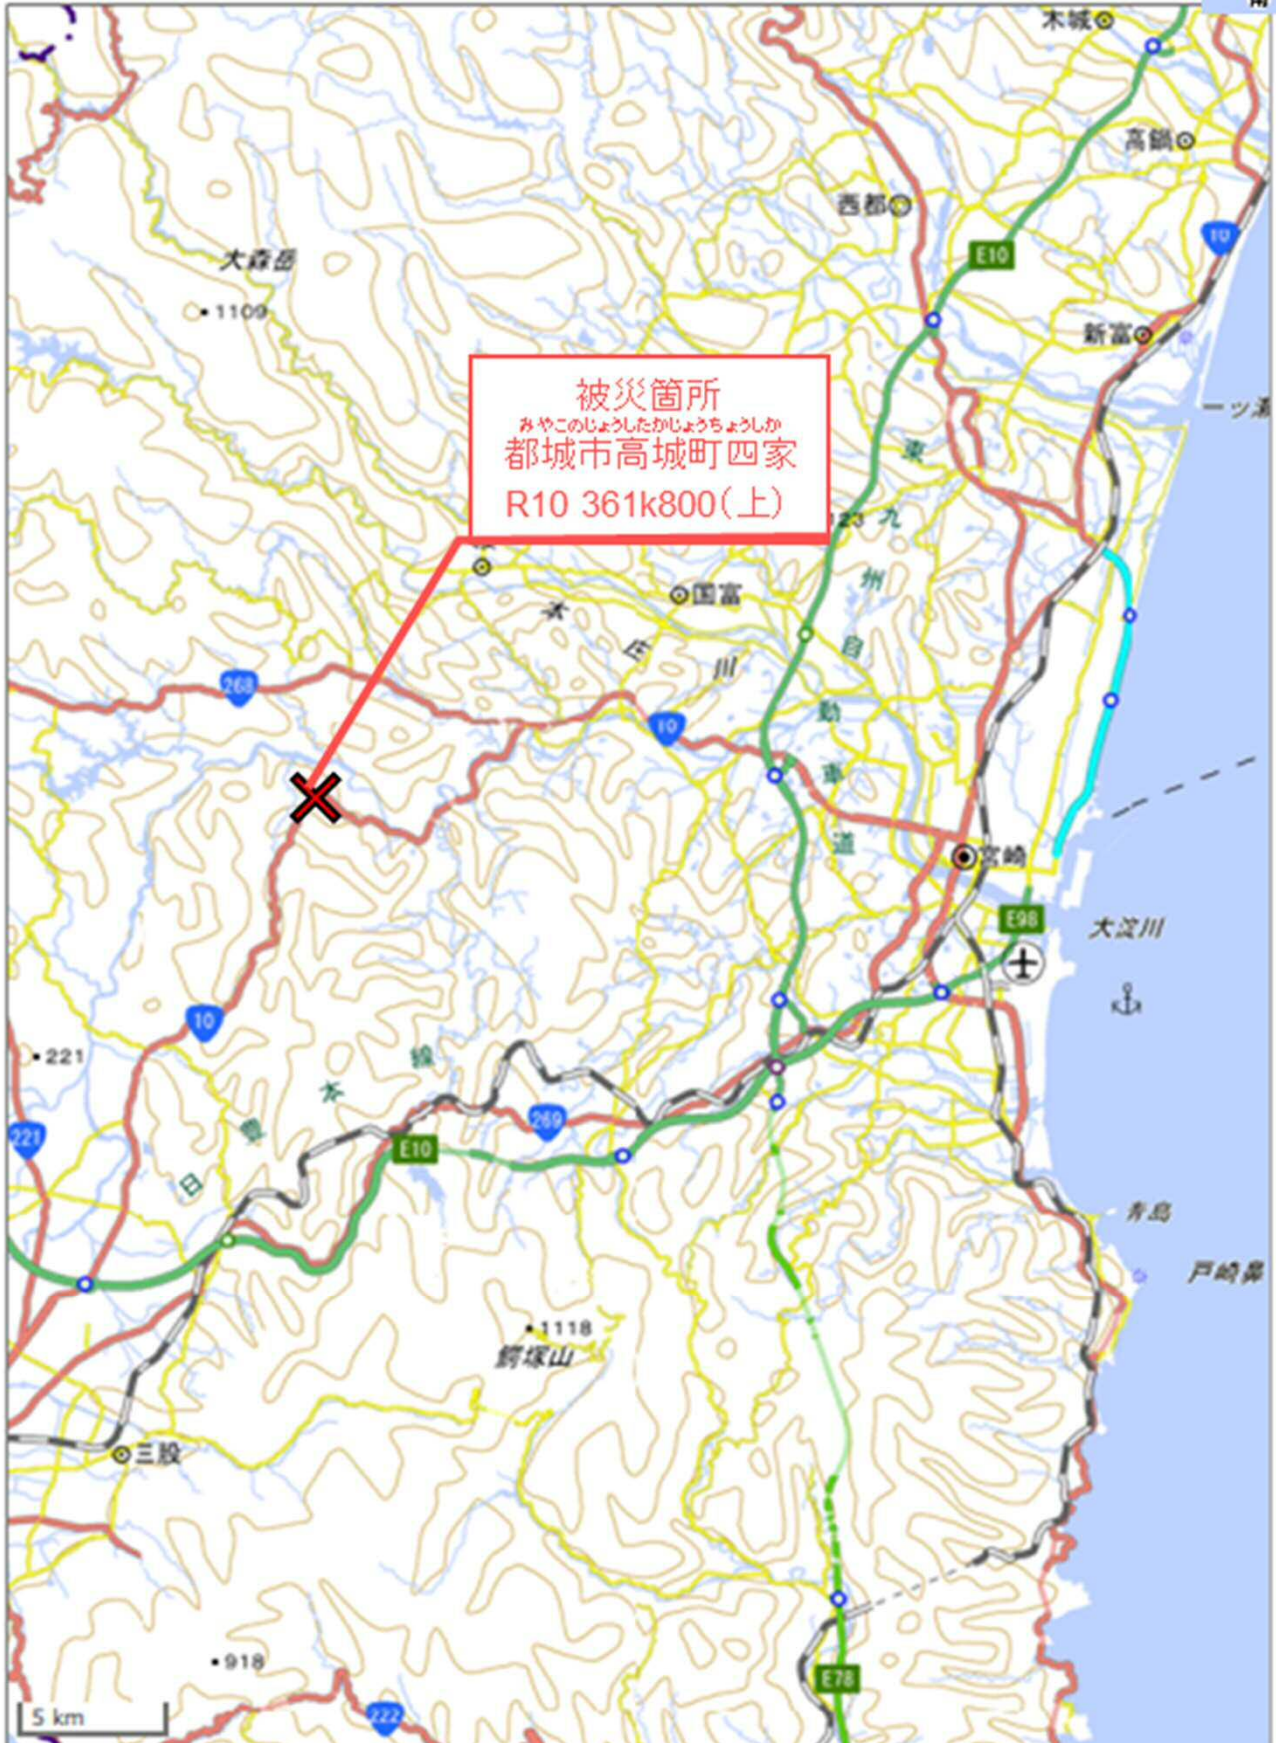 木城
高鍋
西都
E10
10
大森岳
1109
新富
一ッ瀬
被災箇所
みやこのじょうしたかじょうちょうしか
都城市高城町四家
R10 361k800(上)
東九州自動車道
123
国富
本庄川
268
10
宮崎
E98
大淀川
10
221
221
日豊本線
269
E10
青島
戸崎鼻
1118
鰐塚山
三股
918
E78
222
5 km